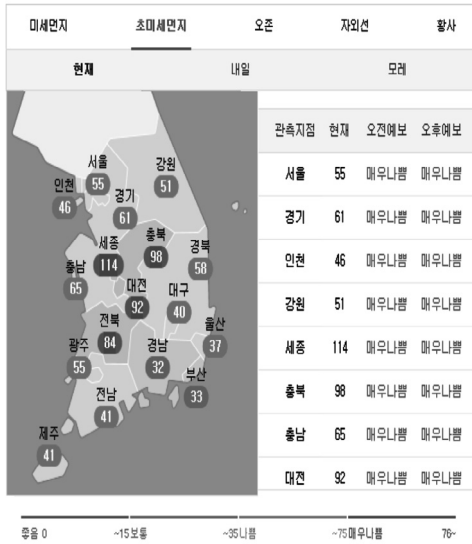 미세먼지 초미세먼지 오존 자외선 황사
현재 내일 모레
서울 55
인천 46
경기 61
강원 51
세종 114
충북 98
경북 58
충남 65
대전 92
대구 40
전북 84
울산 37
광주 55
경남 32
부산 33
전남 41
제주 41
관측지점 현재 오전예보 오후예보
서울 55 매우나쁨 매우나쁨
경기 61 매우나쁨 매우나쁨
인천 46 매우나쁨 매우나쁨
강원 51 매우나쁨 매우나쁨
세종 114 매우나쁨 매우나쁨
충북 98 매우나쁨 매우나쁨
충남 65 매우나쁨 매우나쁨
대전 92 매우나쁨 매우나쁨
좋음 0 ~15 보통 ~35 나쁨 ~75 매우나쁨 76~